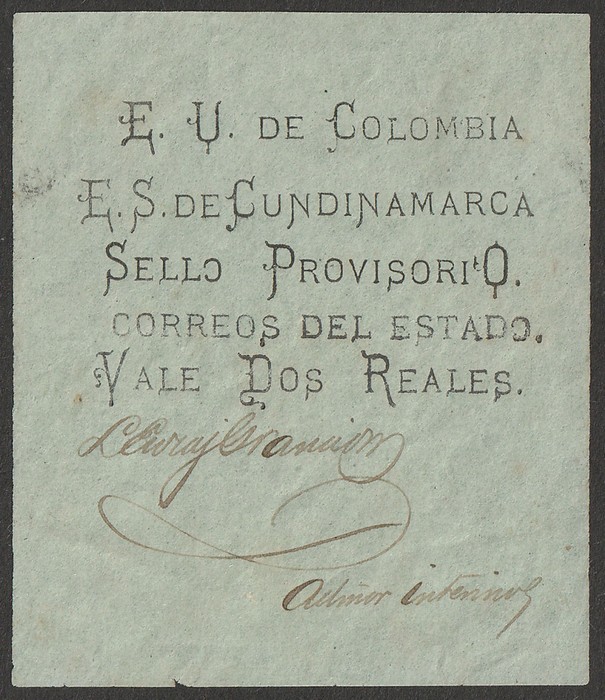 E. U. DE COLOMBIA
E. S. DE CUNDINAMARCA
SELLO PROVISORIO.
CORREOS DEL ESTADO.
VALE DOS REALES.
Admor interino